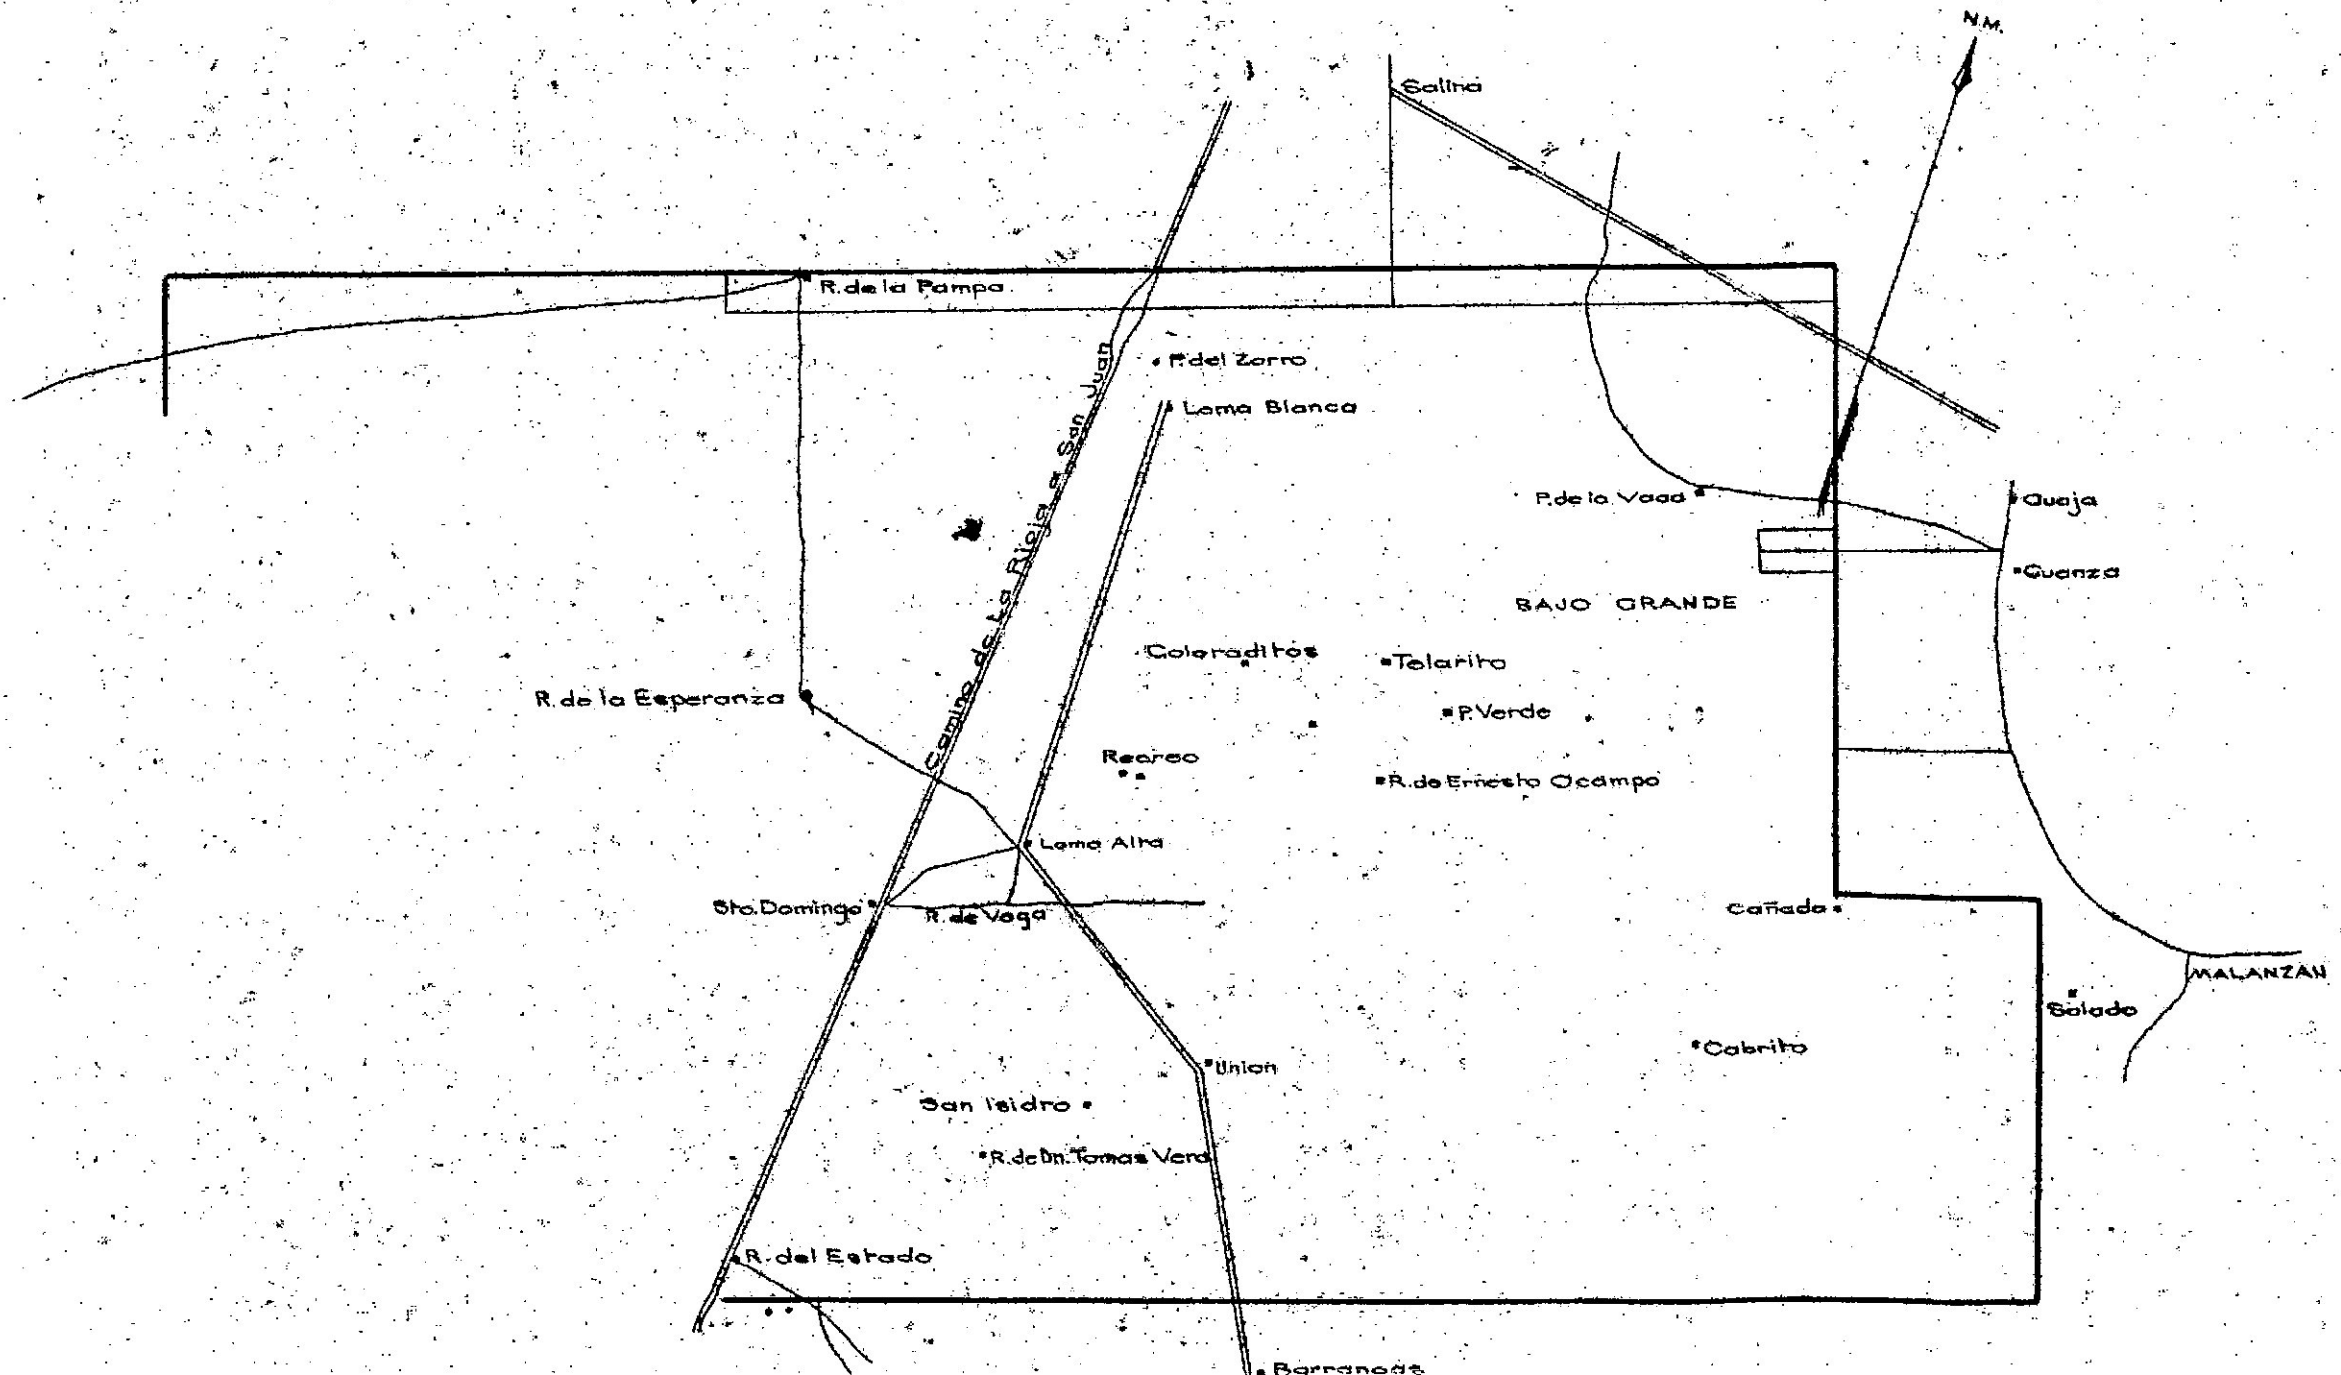 N.M.
Salina
R. de la Pampa
P. del Zorro
Loma Blanca
Camino de La Rioja a San Juan
P. de la Vaca
Guaja
Guanza
BAJO GRANDE
Coloraditos
Telarito
R. de la Esperanza
P. Verde
Recreo
R. de Ernesto Ocampo
Loma Alta
Sto. Domingo
R. de Vega
Cañada
MALANZAN
Salado
Cabrito
Union
San Isidro
R. de Dn. Tomas Vera
R. del Estado
Barrancas